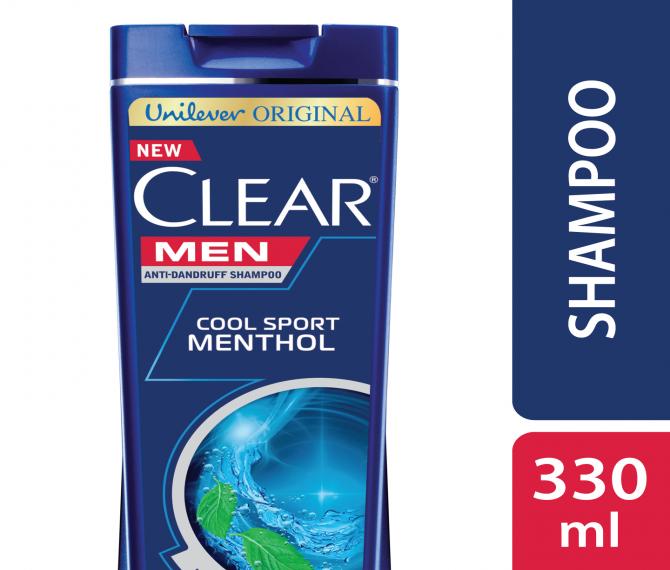 Unilever ORIGINAL
NEW
CLEAR®
MEN
ANTI-DANDRUFF SHAMPOO
COOL SPORT
MENTHOL
SHAMPOO
330
ml